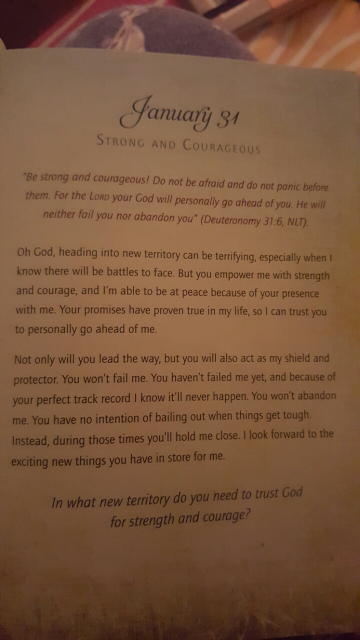 January 31
STRONG AND COURAGEOUS
"Be strong and courageous! Do not be afraid and do not panic before
them. For the LORD your God will personally go ahead of you. He will
neither fail you nor abandon you" (Deuteronomy 31:6, NLT).
Oh God, heading into new territory can be terrifying, especially when I
know there will be battles to face. But you empower me with strength
and courage, and I'm able to be at peace because of your presence
with me. Your promises have proven true in my life, so I can trust you
to personally go ahead of me.
Not only will you lead the way, but you will also act as my shield and
protector. You won't fail me. You haven't failed me yet, and because of
your perfect track record I know it'll never happen. You won't abandon
me. You have no intention of bailing out when things get tough.
Instead, during those times you'll hold me close. I look forward to the
exciting new things you have in store for me.
In what new territory do you need to trust God
for strength and courage?